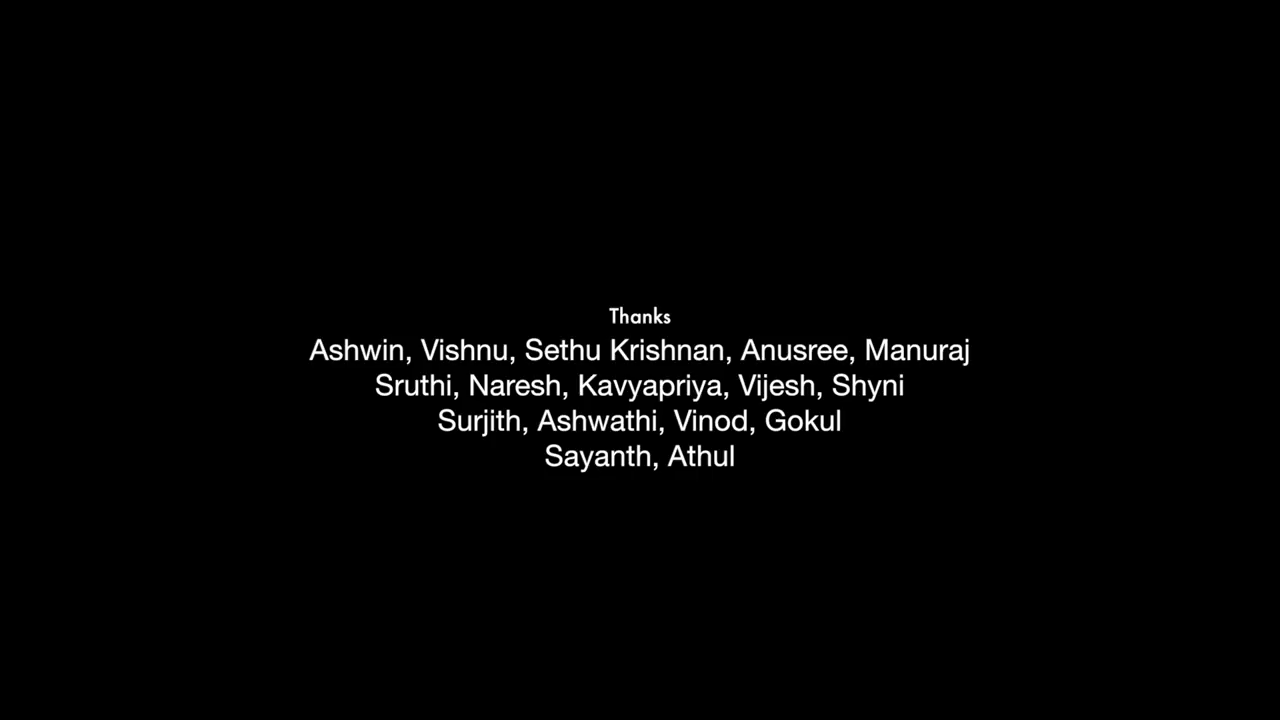 Thanks
Ashwin, Vishnu, Sethu Krishnan, Anusree, Manuraj
Sruthi, Naresh, Kavyapriya, Vijesh, Shyni
Surjith, Ashwathi, Vinod, Gokul
Sayanth, Athul